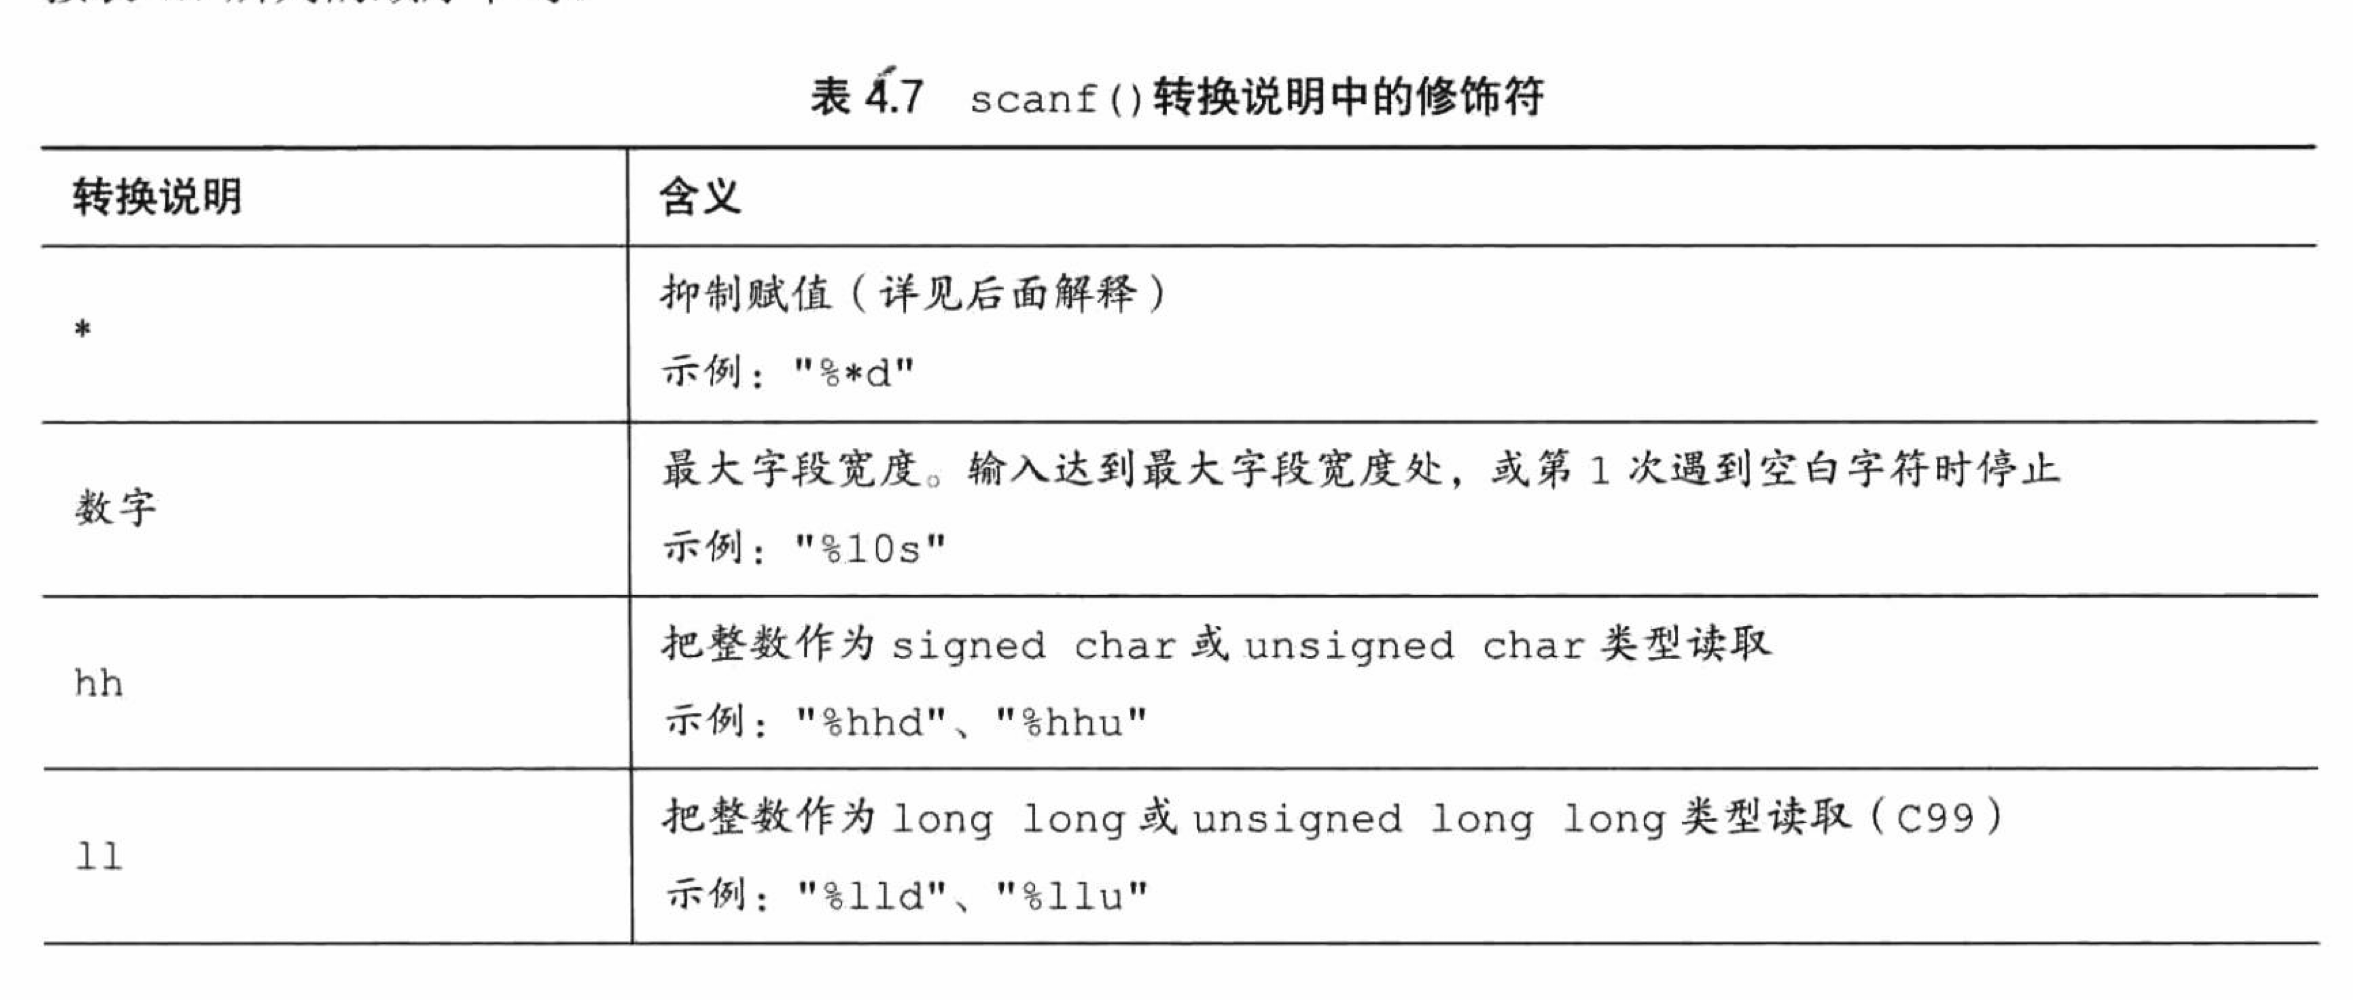 表 4.7 scanf()转换说明中的修饰符
转换说明 含义
* 抑制赋值（详见后面解释）
示例："%*d"
数字 最大字段宽度。输入达到最大字段宽度处，或第 1 次遇到空白字符时停止
示例："%10s"
hh 把整数作为 signed char 或 unsigned char 类型读取
示例："%hhd"、"%hhu"
ll 把整数作为 long long 或 unsigned long long 类型读取（C99）
示例："%lld"、"%llu"